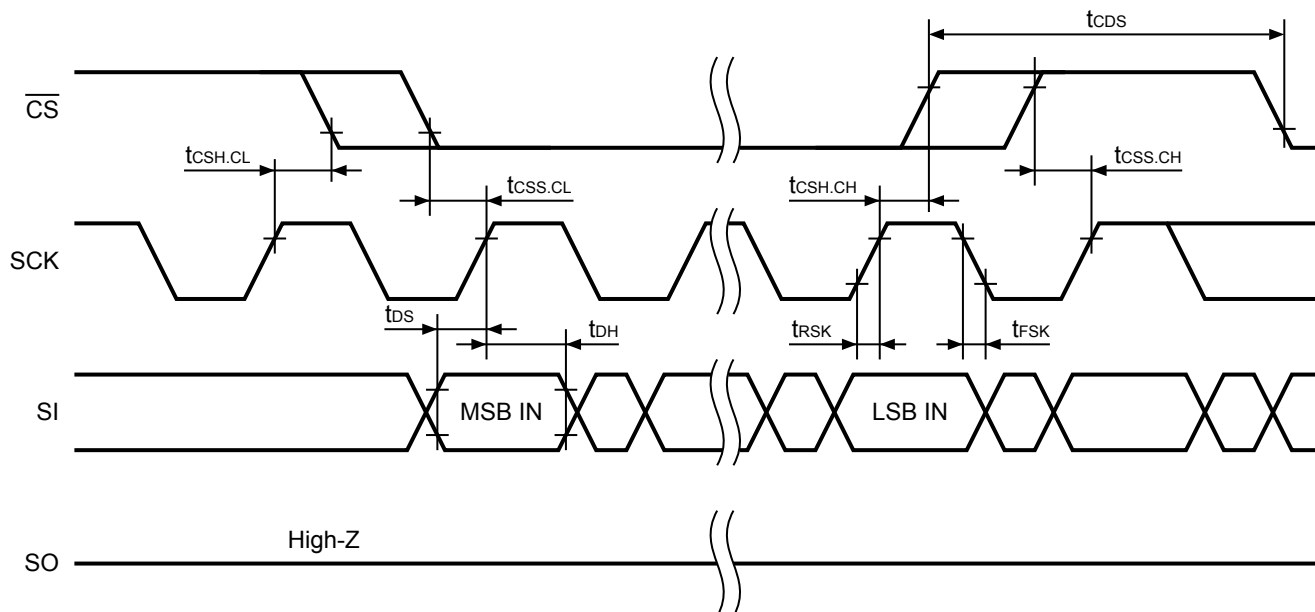 tCDS
CS
tCSH.CL
tCSS.CL
tCSH.CH
tCSS.CH
SCK
tDS
tDH
tRSK
tFSK
SI
MSB IN
LSB IN
High-Z
SO